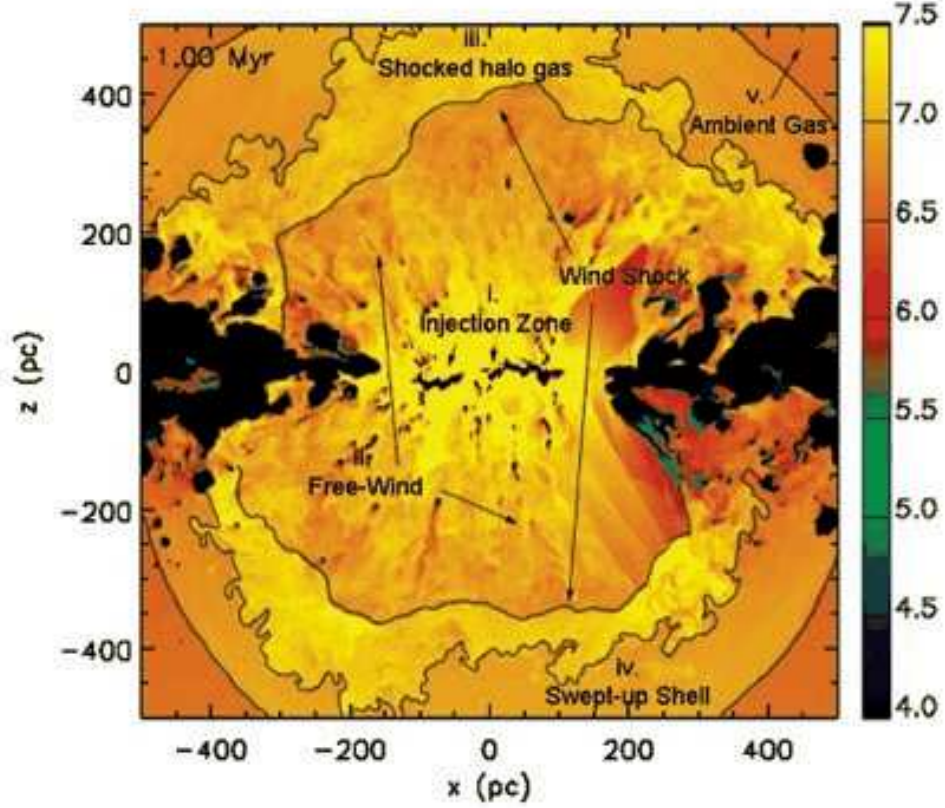 1.00 Myr
iii.
Shocked halo gas
v.
Ambient Gas
Wind Shock
i.
Injection Zone
ii.
Free-Wind
iv.
Swept-up Shell
400
200
0
−200
−400
z (pc)
−400 −200 0 200 400
x (pc)
7.5
7.0
6.5
6.0
5.5
5.0
4.5
4.0